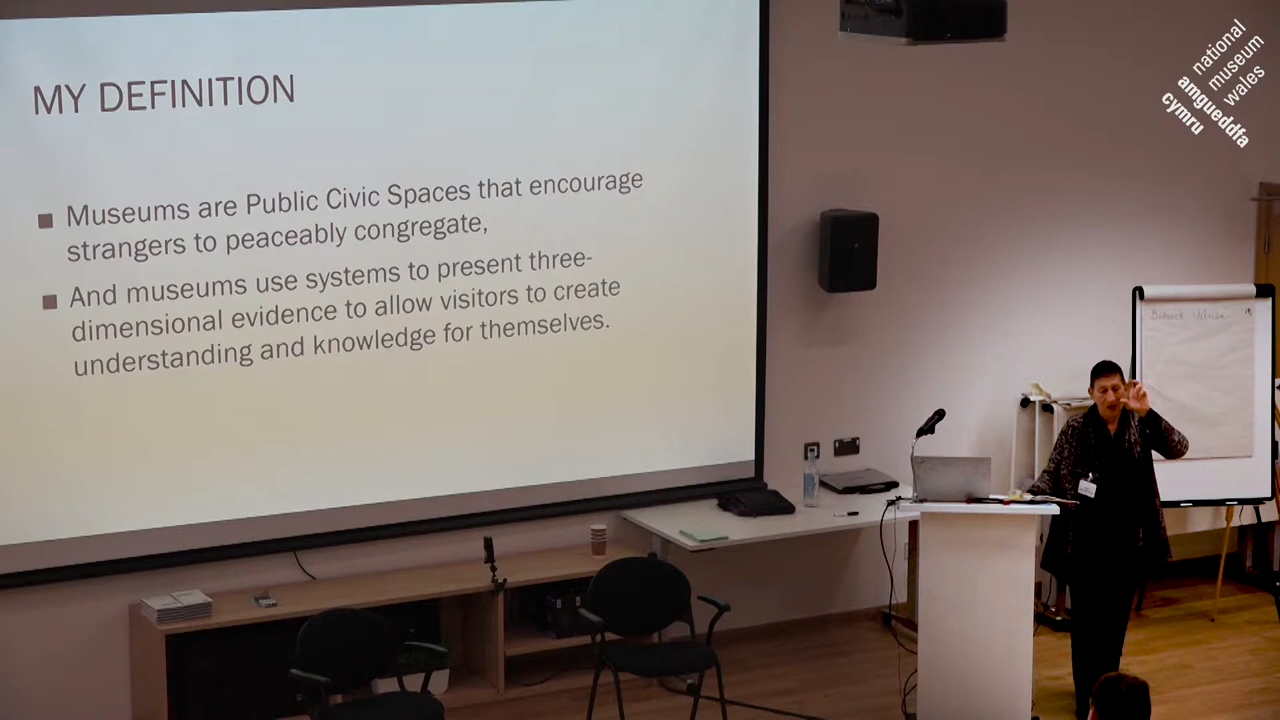 MY DEFINITION
■ Museums are Public Civic Spaces that encourage
strangers to peaceably congregate,
■ And museums use systems to present three-
dimensional evidence to allow visitors to create
understanding and knowledge for themselves.
national
museum
wales
amgueddfa
cymru